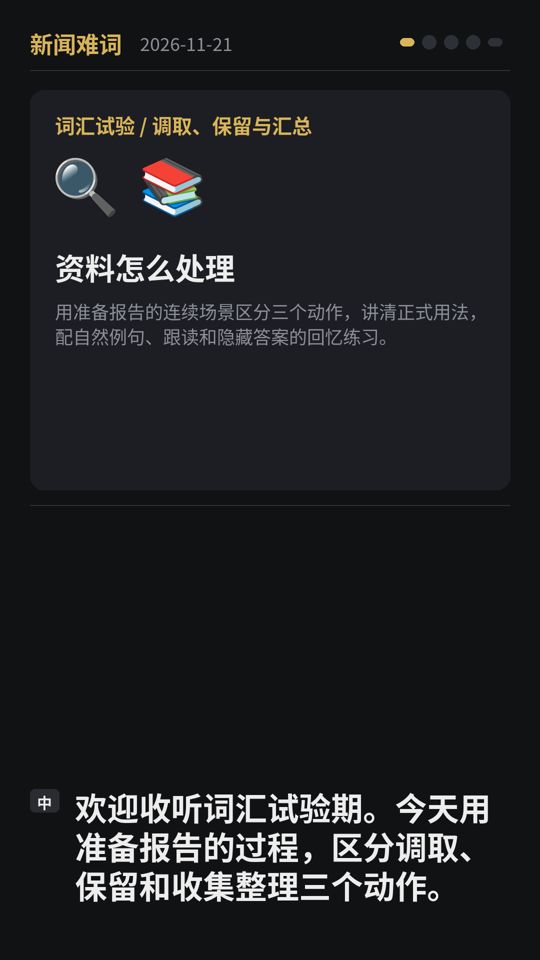 新闻难词 2026-11-21
词汇试验 / 调取、保留与汇总
资料怎么处理
用准备报告的连续场景区分三个动作，讲清正式用法，
配自然例句、跟读和隐藏答案的回忆练习。
中 欢迎收听词汇试验期。今天用
准备报告的过程，区分调取、
保留和收集整理三个动作。